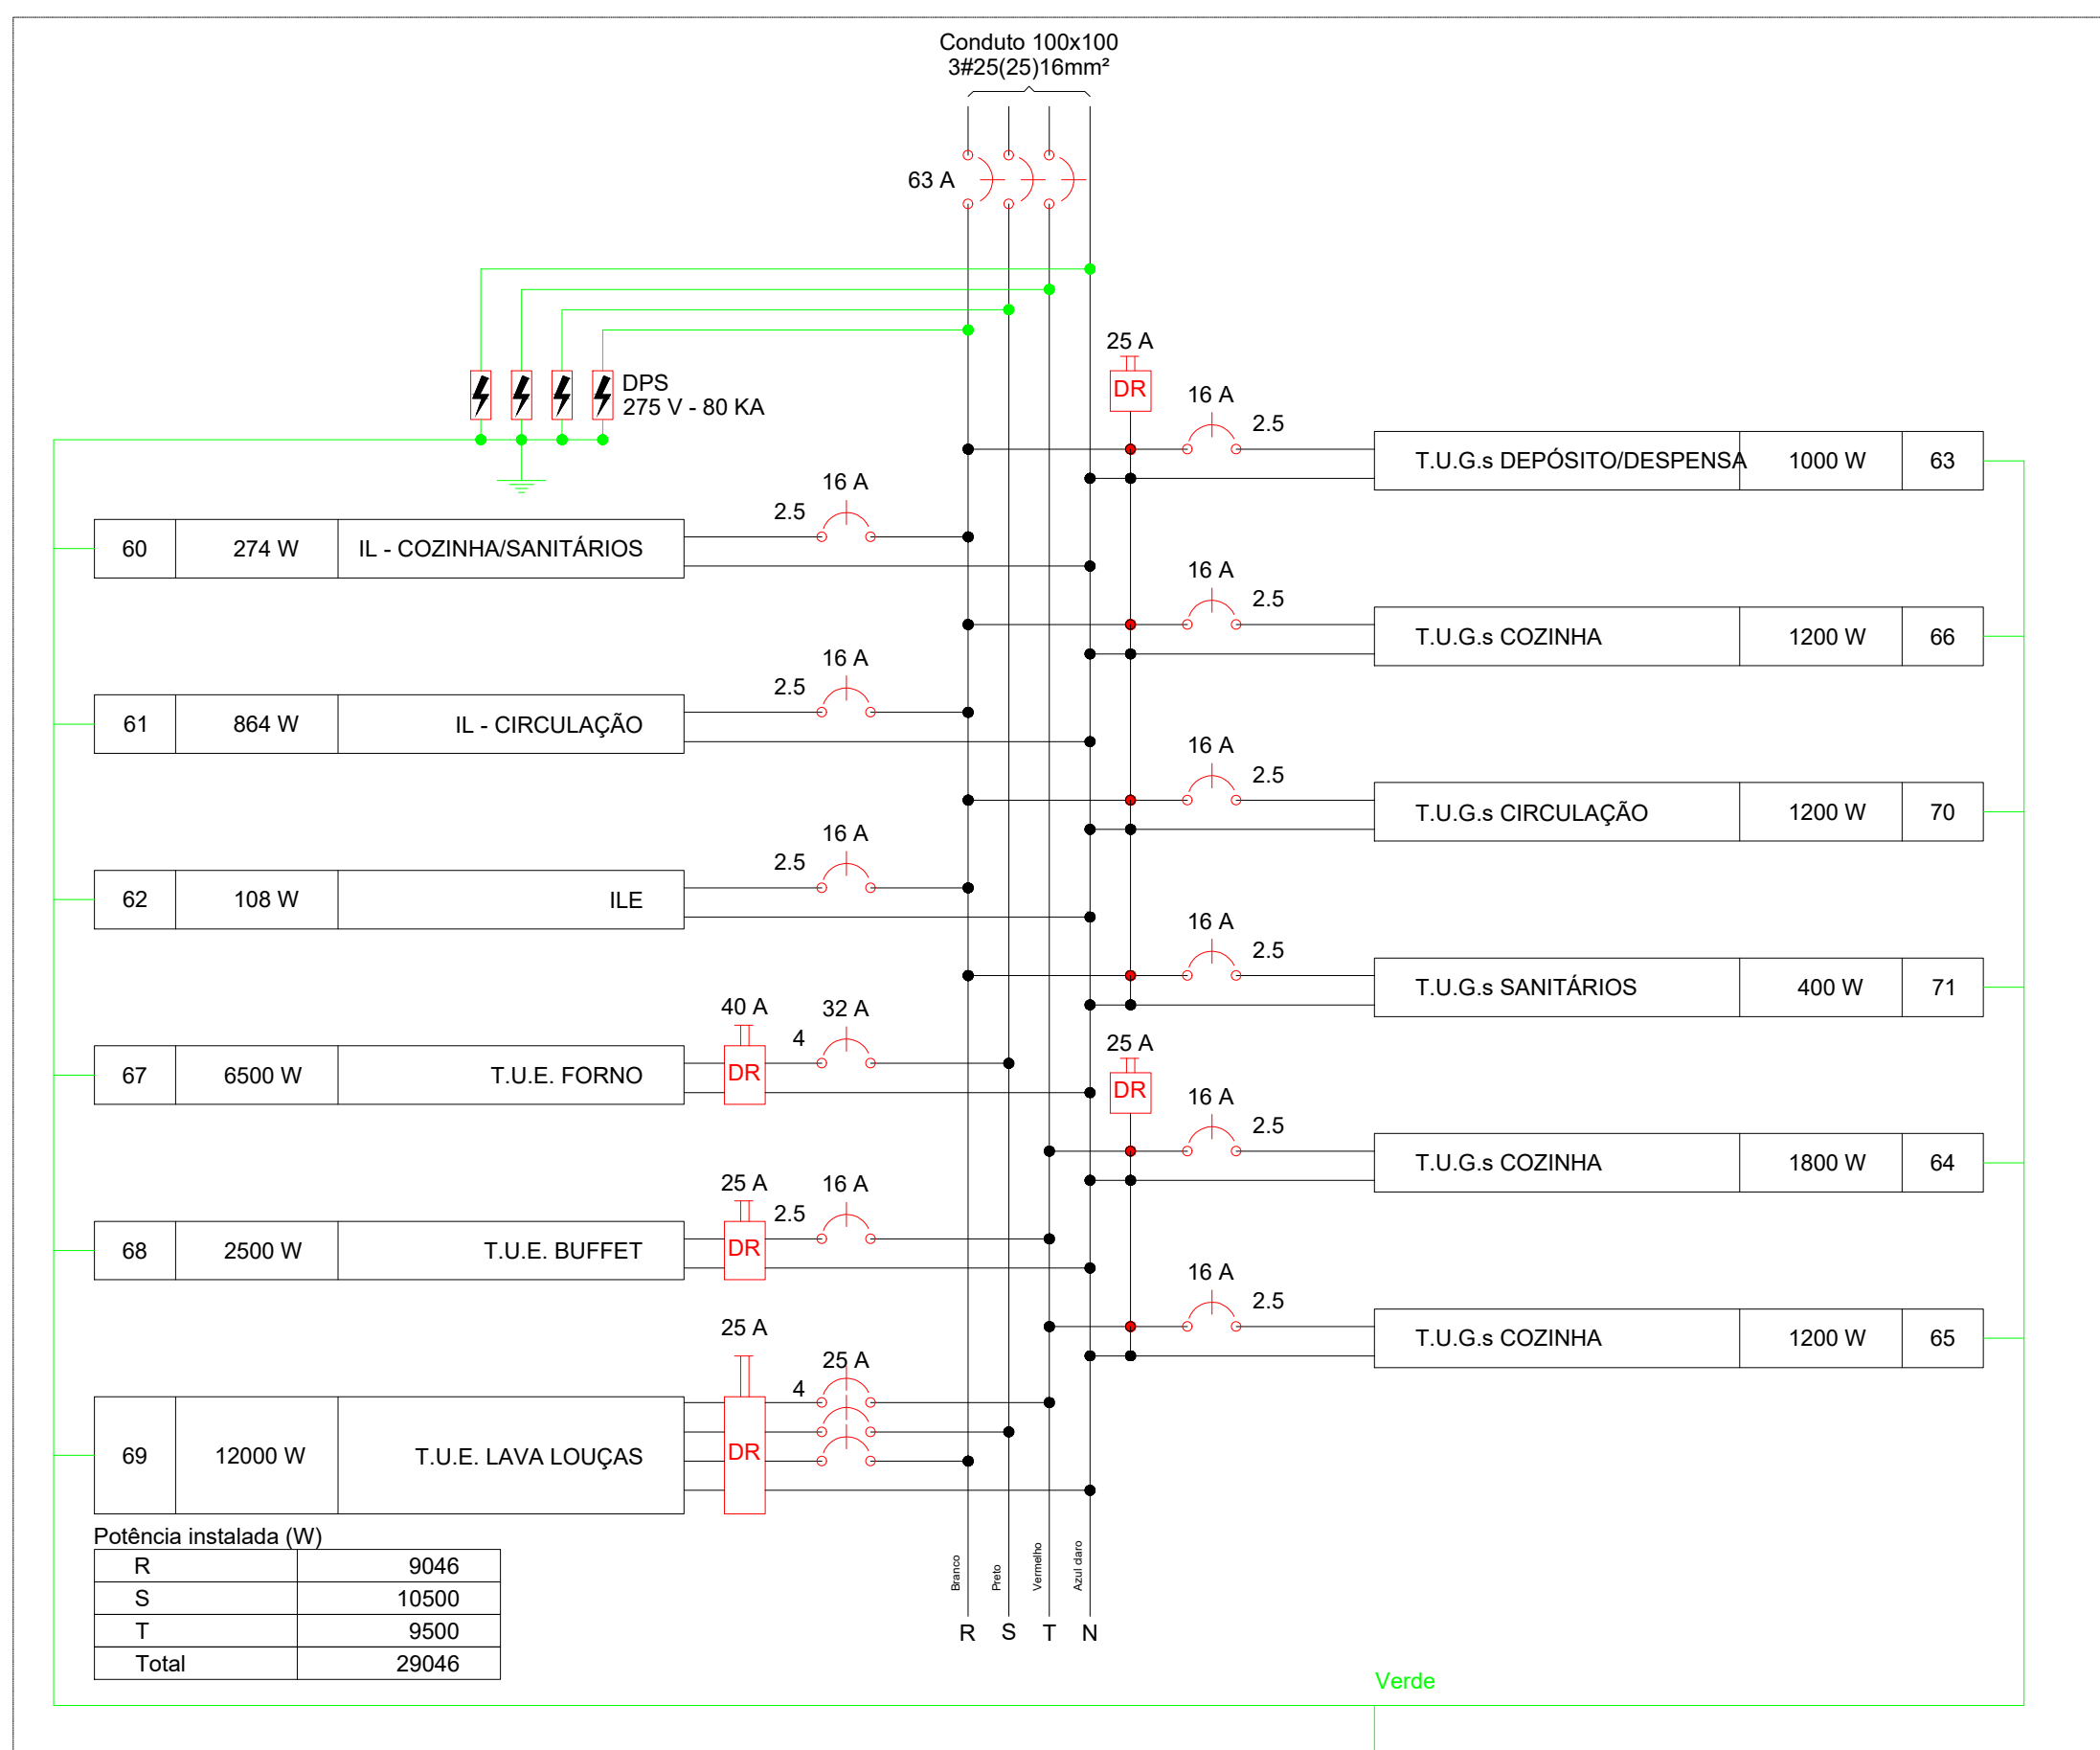 Conduto 100x100
3#25(25)16mm²
63 A
DPS
275 V - 80 KA
25 A
DR
16 A
2.5
T.U.G.s DEPÓSITO/DESPENSA 1000 W 63
16 A
2.5
60 274 W IL - COZINHA/SANITÁRIOS
16 A
2.5
T.U.G.s COZINHA 1200 W 66
16 A
2.5
61 864 W IL - CIRCULAÇÃO
16 A
2.5
T.U.G.s CIRCULAÇÃO 1200 W 70
16 A
2.5
62 108 W ILE
16 A
2.5
T.U.G.s SANITÁRIOS 400 W 71
40 A
32 A
4
DR
67 6500 W T.U.E. FORNO
25 A
DR
16 A
2.5
T.U.G.s COZINHA 1800 W 64
25 A
16 A
2.5
DR
68 2500 W T.U.E. BUFFET
16 A
2.5
T.U.G.s COZINHA 1200 W 65
25 A
25 A
4
DR
69 12000 W T.U.E. LAVA LOUÇAS
Potência instalada (W)
R 9046
S 10500
T 9500
Total 29046
Branco
Preto
Vermelho
Azul claro
R S T N
Verde